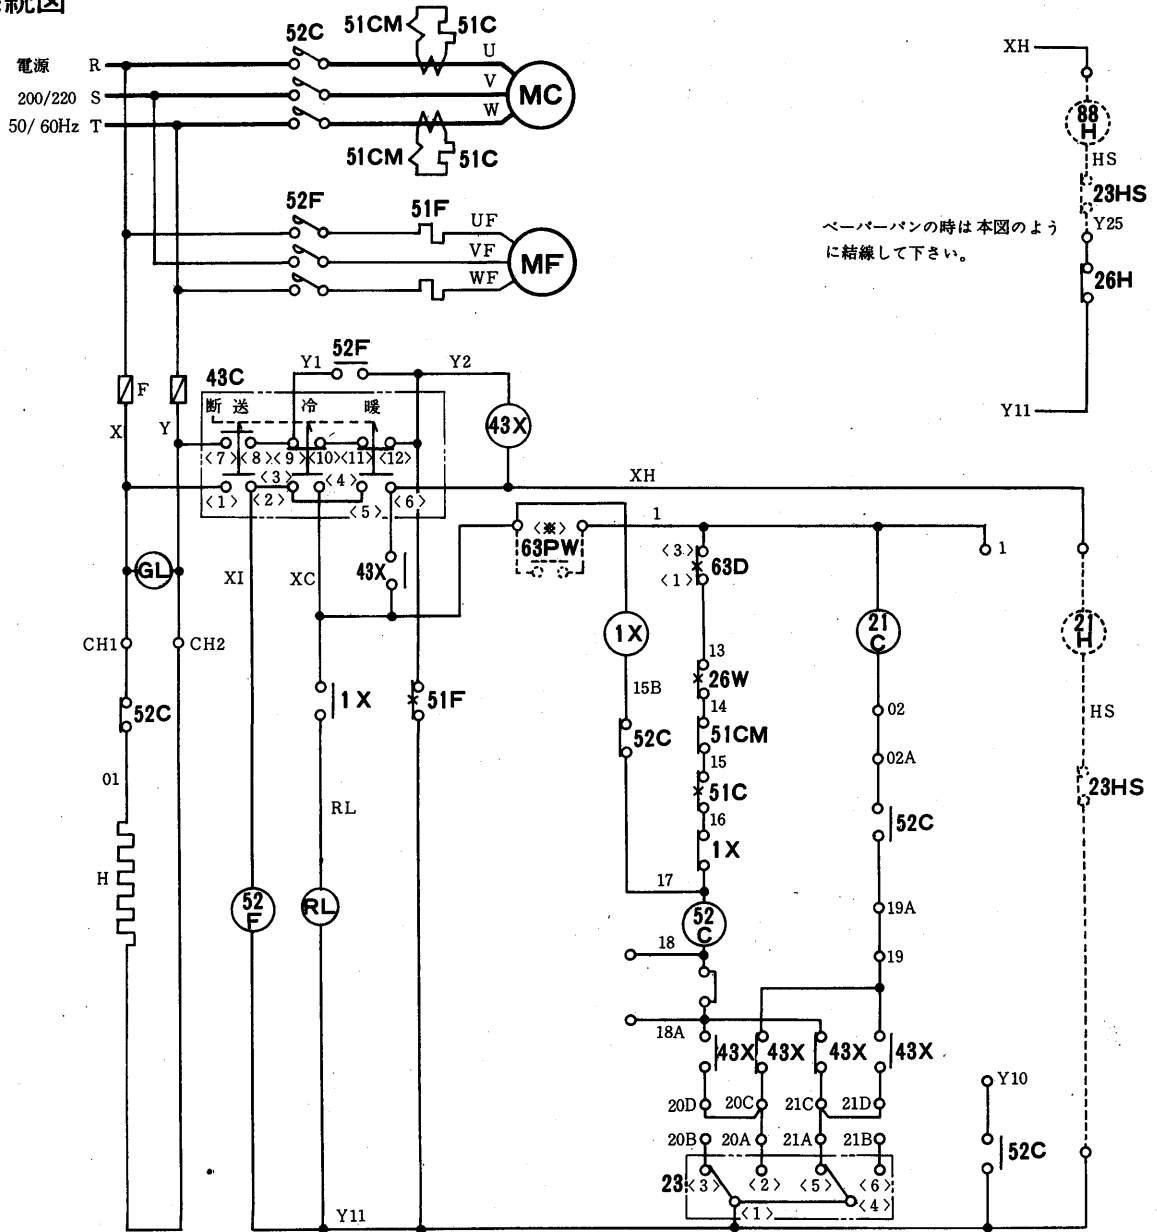 続図
52C
51CM
51C
U
電源 R
V
MC
200/220 S
W
50/60Hz T
51CM
51C
52F
51F
UF
VF
MF
WF
XH
88H
HS
23HS
Y25
ペーパーパンの時は本図のよう
に結線して下さい。
26H
Y11
Y1
52F
Y2
F
43C
断 送 冷 暖
43X
X
Y
<7> <8> <9> <10> <11> <12>
<1> <2> <3> <4> <5> <6>
XH
GL
XI
XC
43X
<※>
63PW
1
<3>
<1>
63D
1
CH1
CH2
1X
21C
21H
13
26W
15B
14
52C
1X
51F
52C
51CM
02
HS
15
02A
01
51C
23HS
RL
16
52C
1X
H
17
52F
RL
52C
19A
18
19
18A
43X
43X
43X
43X
20D
20C
21C
21D
Y10
20B
20A
21A
21B
52C
23
<3> <2> <5> <6>
<1> <4>
Y11